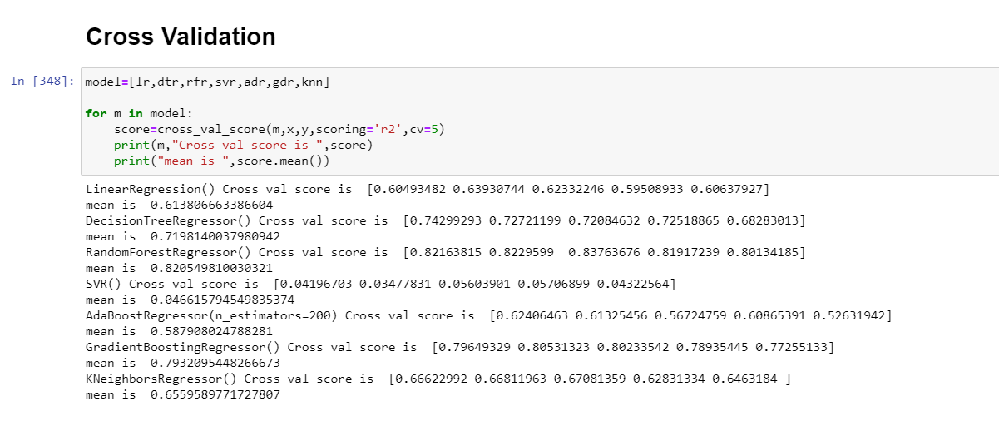 Cross Validation
In [348]: model=[lr,dtr,rfr,svr,adr,gdr,knn]
for m in model:
    score=cross_val_score(m,x,y,scoring='r2',cv=5)
    print(m,"Cross val score is ",score)
    print("mean is ",score.mean())
LinearRegression() Cross val score is  [0.60493482 0.63930744 0.62332246 0.59508933 0.60637927]
mean is  0.613806663386604
DecisionTreeRegressor() Cross val score is  [0.74299293 0.72721199 0.72084632 0.72518865 0.68283013]
mean is  0.7198140037980942
RandomForestRegressor() Cross val score is  [0.82163815 0.8229599  0.83763676 0.81917239 0.80134185]
mean is  0.820549810030321
SVR() Cross val score is  [0.04196703 0.03477831 0.05603901 0.05706899 0.04322564]
mean is  0.046615794549835374
AdaBoostRegressor(n_estimators=200) Cross val score is  [0.62406463 0.61325456 0.56724759 0.60865391 0.52631942]
mean is  0.587908024788281
GradientBoostingRegressor() Cross val score is  [0.79649329 0.80531323 0.80233542 0.78935445 0.77255133]
mean is  0.7932095448266673
KNeighborsRegressor() Cross val score is  [0.66622992 0.66811963 0.67081359 0.62831334 0.6463184 ]
mean is  0.6559589771727807